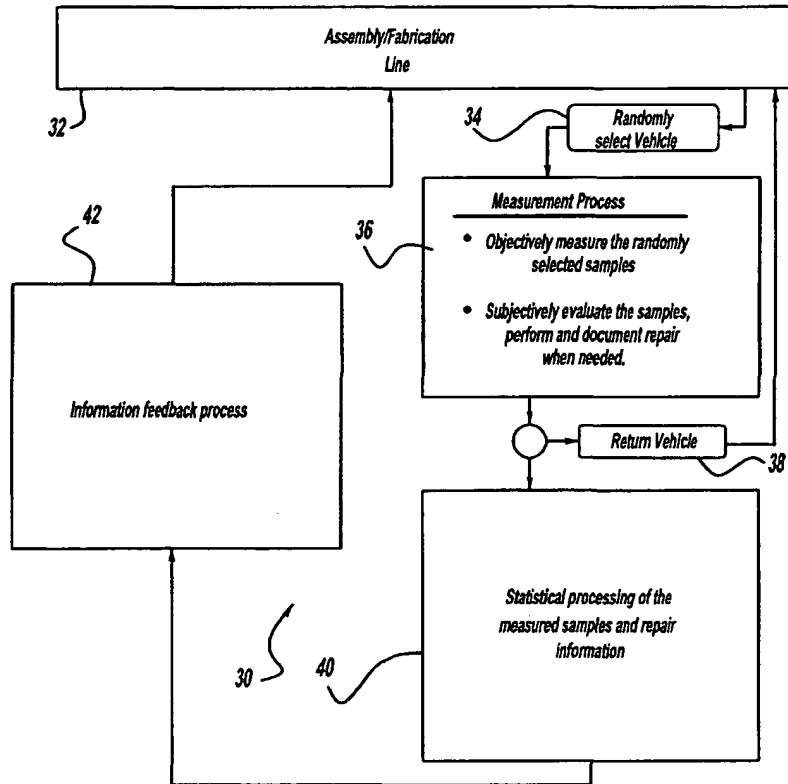 Assembly/Fabrication
Line
32
34
Randomly
select Vehicle
Measurement Process
36
• Objectively measure the randomly
selected samples
• Subjectively evaluate the samples,
perform and document repair
when needed.
42
Information feedback process
Return Vehicle
38
Statistical processing of the
measured samples and repair
information
30
40